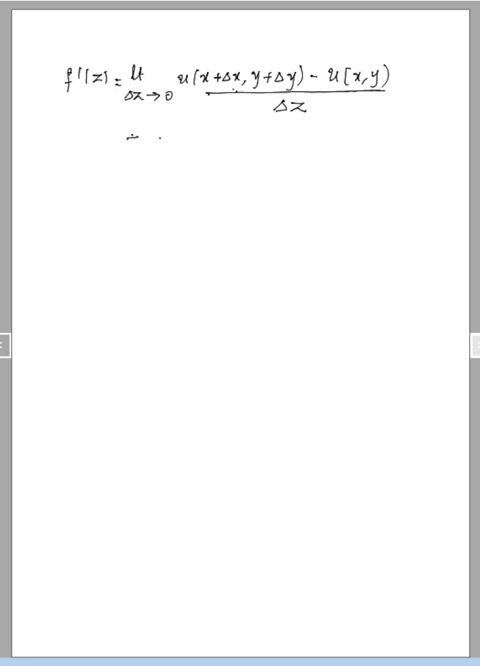 f'(z) = lt u(x+Δx, y+Δy) - u(x,y)
Δz→0 Δz
=